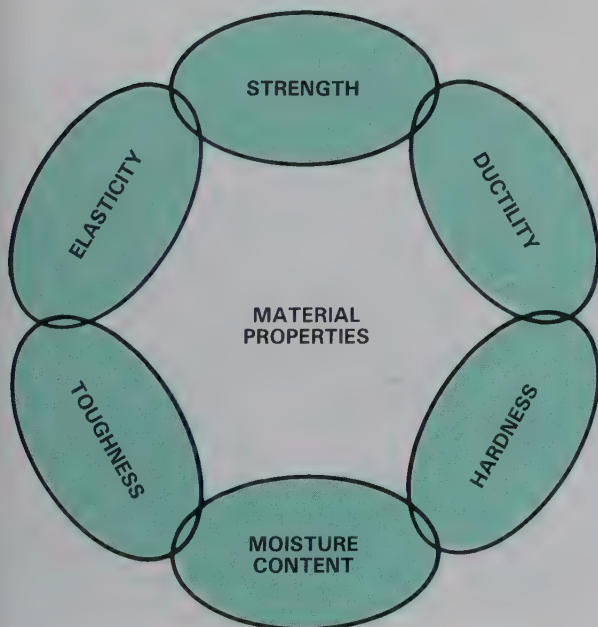 STRENGTH
DUCTILITY
HARDNESS
MOISTURE
CONTENT
TOUGHNESS
ELASTICITY
MATERIAL
PROPERTIES